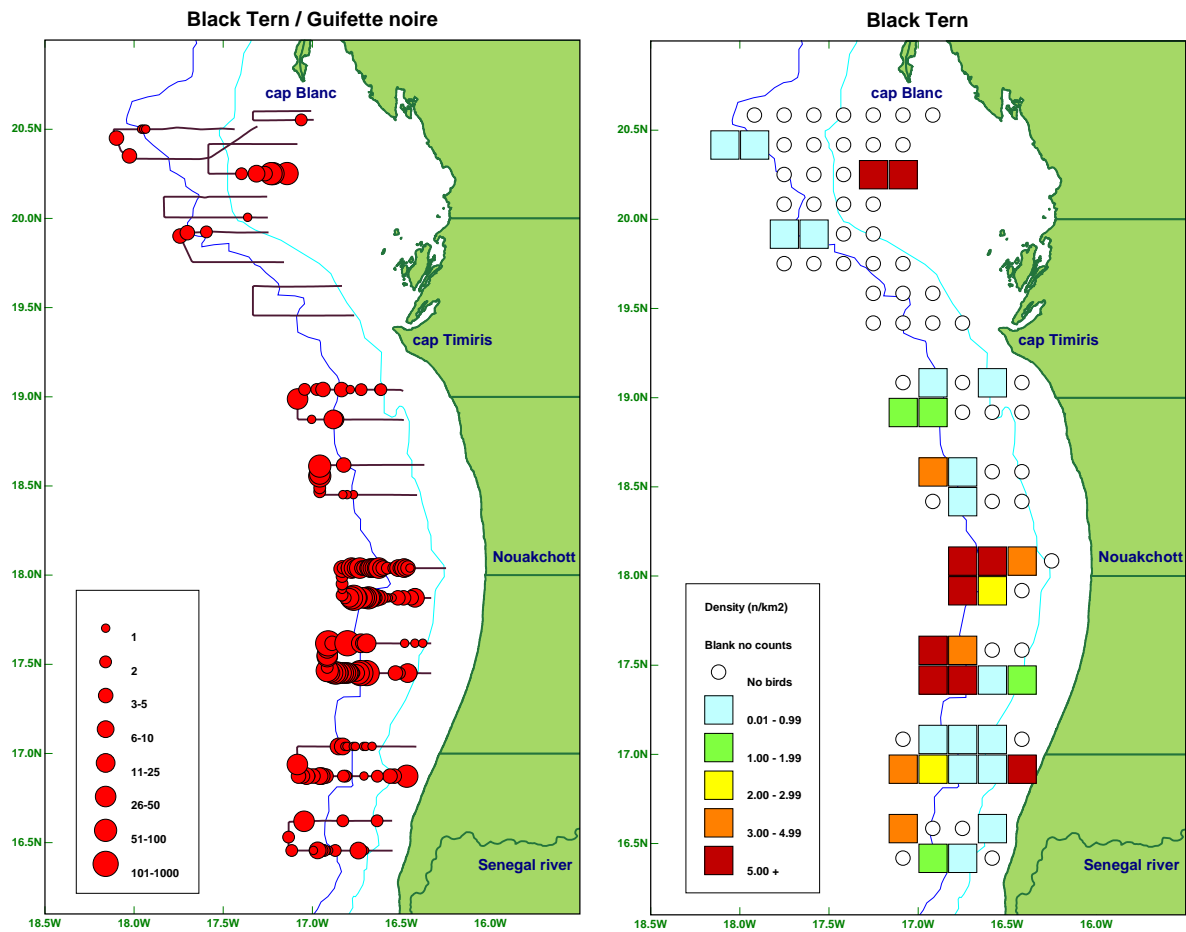 Black Tern / Guifette noire
cap Blanc
20.5N
20.0N
19.5N
cap Timiris
19.0N
18.5N
Nouakchott
18.0N
1
2
3-5
6-10
11-25
26-50
51-100
101-1000
17.5N
17.0N
16.5N
Senegal river
18.5W
18.0W
17.5W
17.0W
16.5W
16.0W
Black Tern
cap Blanc
20.5N
20.0N
19.5N
cap Timiris
19.0N
18.5N
Nouakchott
18.0N
Density (n/km2)
Blank no counts
No birds
0.01 - 0.99
1.00 - 1.99
2.00 - 2.99
3.00 - 4.99
5.00 +
17.5N
17.0N
16.5N
Senegal river
18.5W
18.0W
17.5W
17.0W
16.5W
16.0W